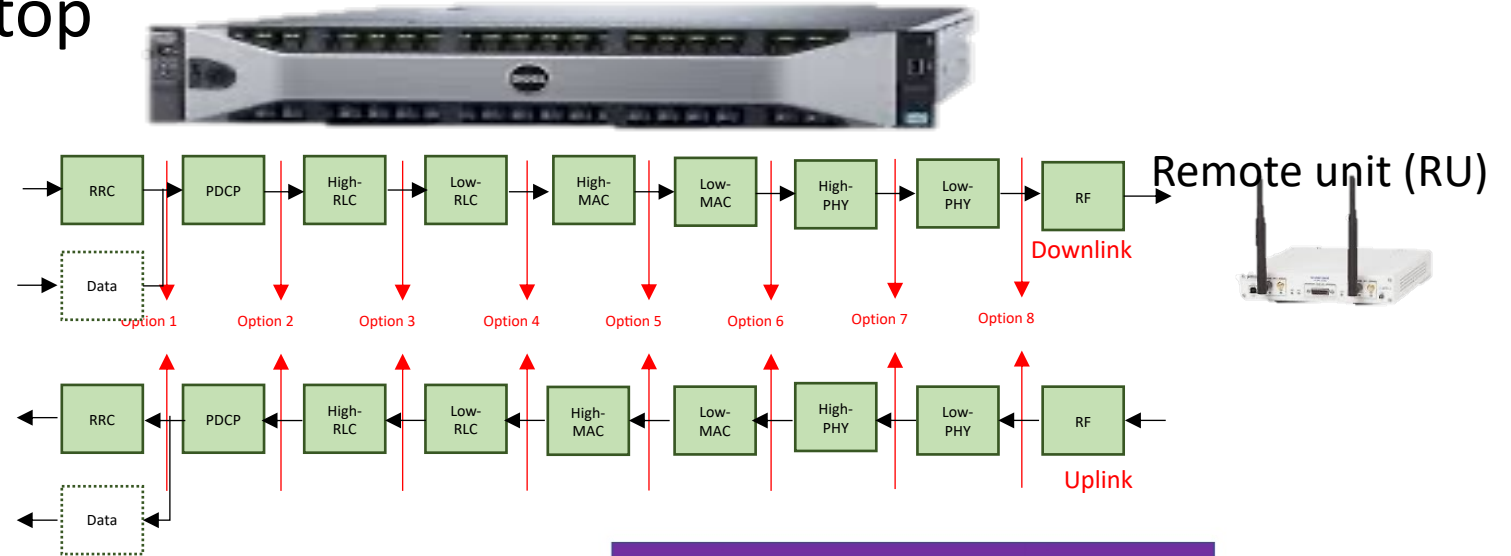 top
DELL
Remote unit (RU)
RRC
PDCP
High-
RLC
Low-
RLC
High-
MAC
Low-
MAC
High-
PHY
Low-
PHY
RF
Data
Downlink
Option 1
Option 2
Option 3
Option 4
Option 5
Option 6
Option 7
Option 8
RRC
PDCP
High-
RLC
Low-
RLC
High-
MAC
Low-
MAC
High-
PHY
Low-
PHY
RF
Uplink
Data